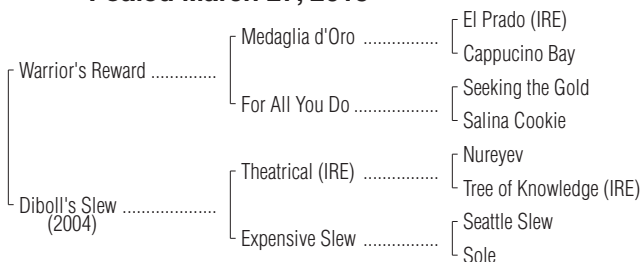 Foaled March 27,
El Prado (IRE)
Medaglia d'Oro ................
Cappucino Bay
Warrior's Reward .............
Seeking the Gold
For All You Do ..................
Salina Cookie
Nureyev
Theatrical (IRE) ................
Tree of Knowledge (IRE)
Diboll's Slew ...................
(2004)
Seattle Slew
Expensive Slew ................
Sole